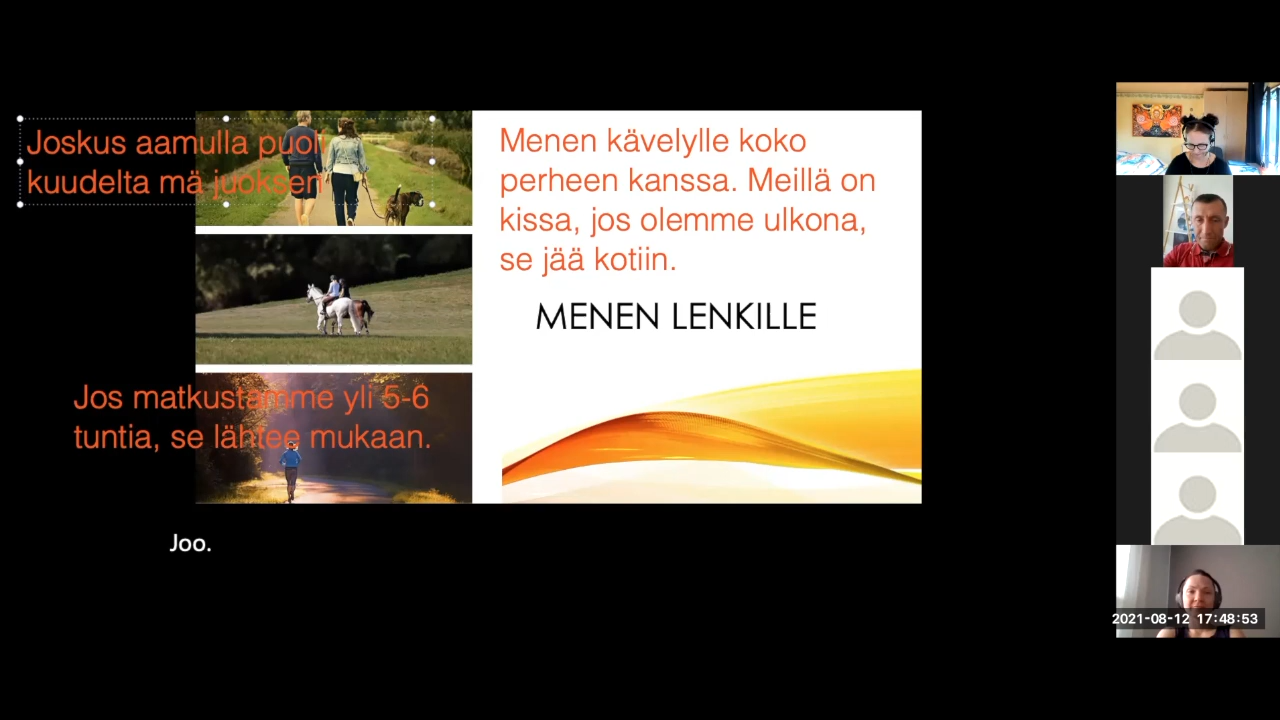 Joskus aamulla puoli
kuudelta mä juoksen
Menen kävelylle koko
perheen kanssa. Meillä on
kissa, jos olemme ulkona,
se jää kotiin.
MENEN LENKILLE
Jos matkustamme yli 5-6
tuntia, se lähtee mukaan.
Joo.
2021-08-12 17:48:53